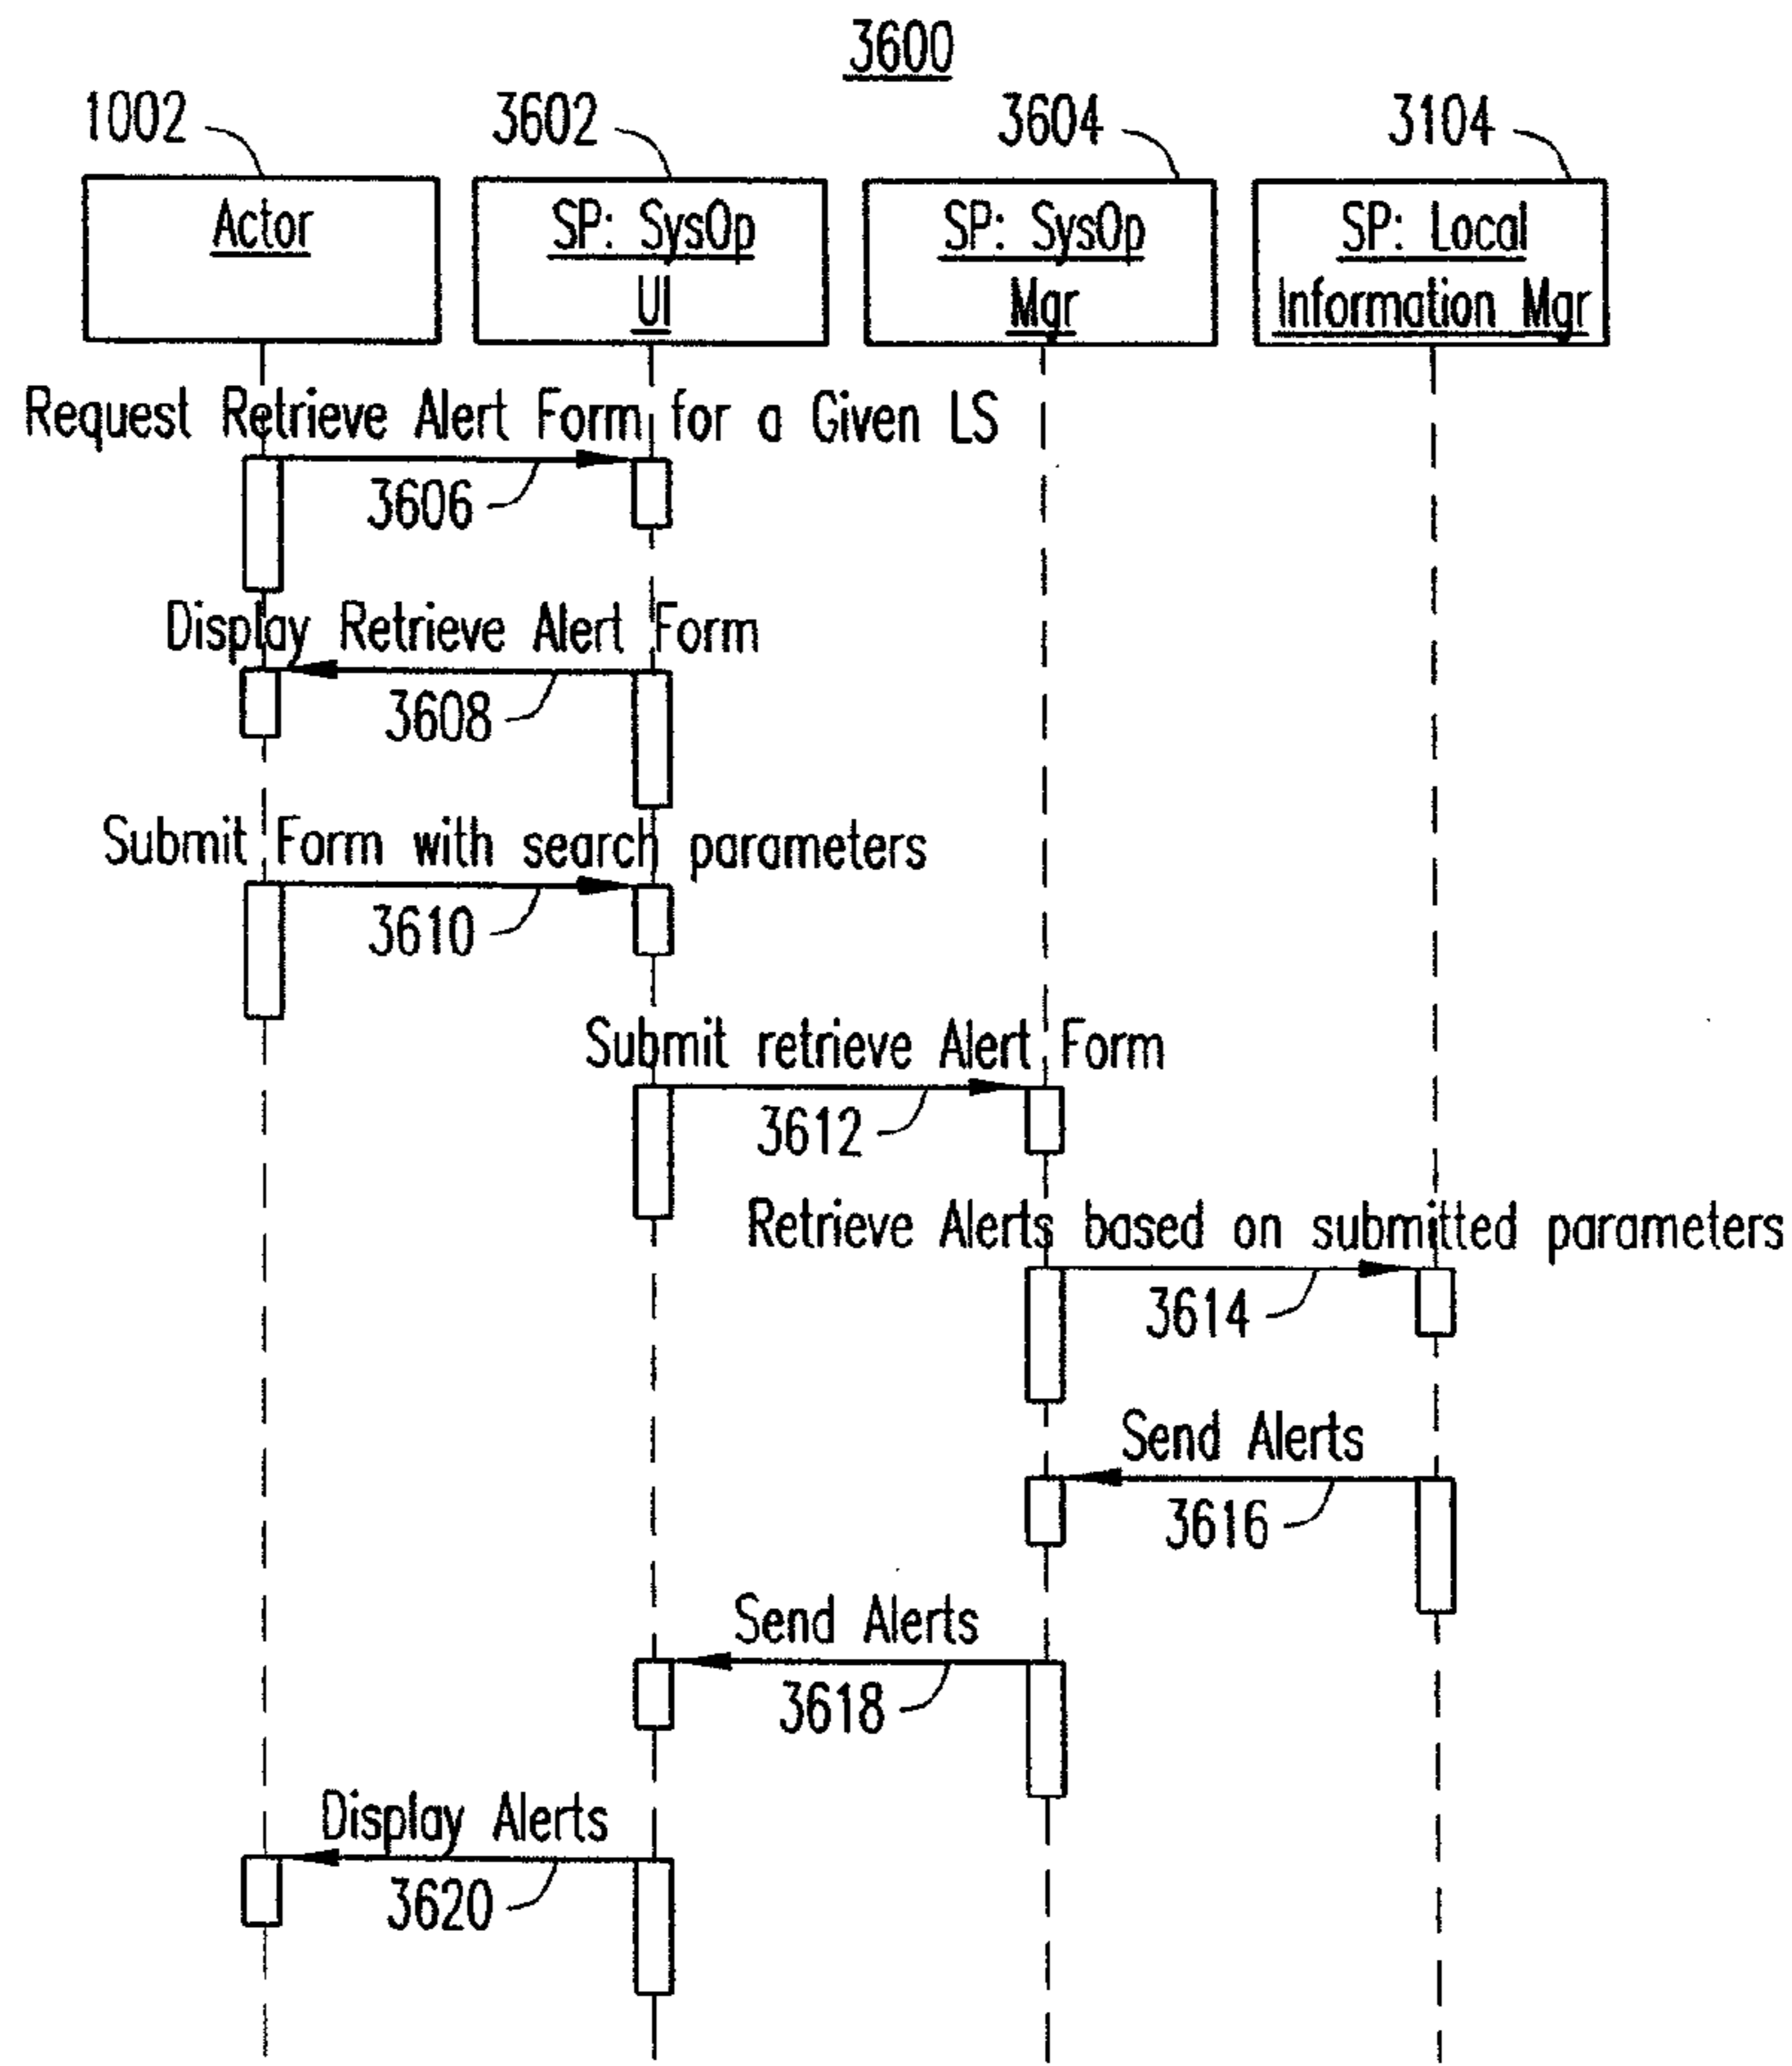 3600
1002
3602
3604
3104
Actor
SP: SysOp
UI
SP: SysOp
Mgr
SP: Local
Information Mgr
Request Retrieve Alert Form for a Given LS
3606
Display Retrieve Alert Form
3608
Submit Form with search parameters
3610
Submit retrieve Alert Form
3612
Retrieve Alerts based on submitted parameters
3614
Send Alerts
3616
Send Alerts
3618
Display Alerts
3620